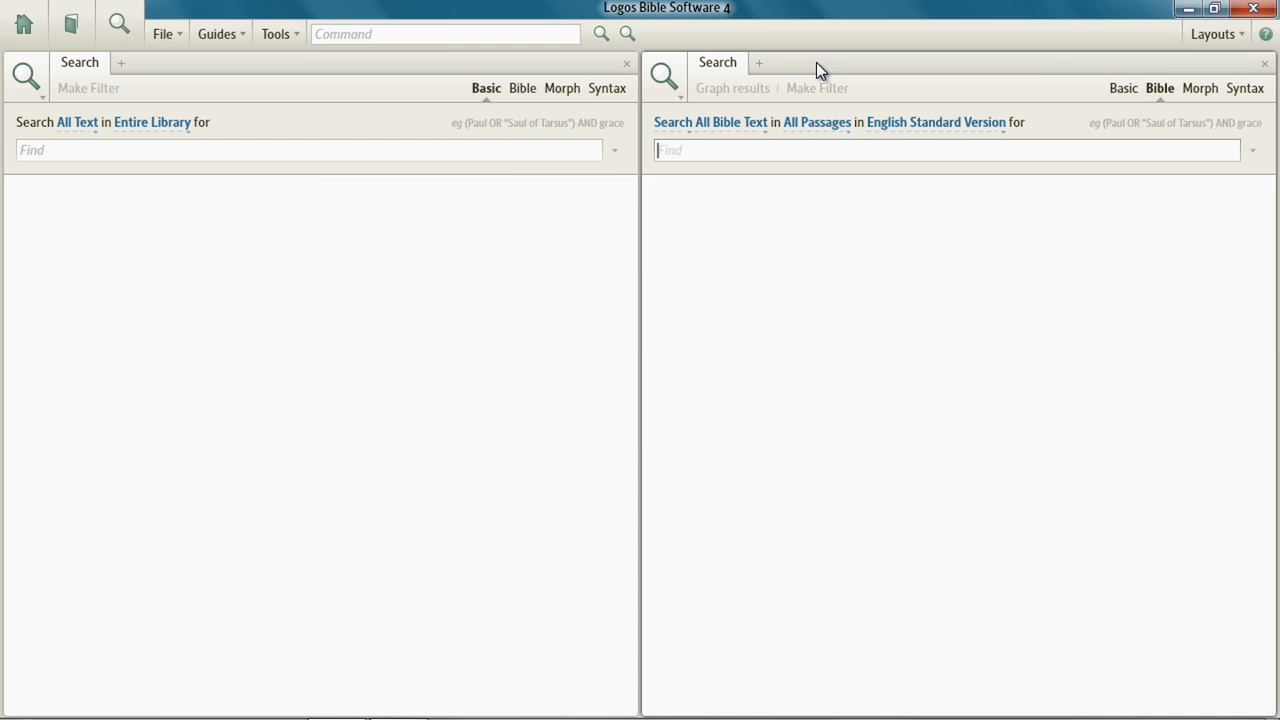 Logos Bible Software 4
File Guides Tools Command Layouts
Search
Make Filter Basic Bible Morph Syntax
Search All Text in Entire Library for eg (Paul OR "Saul of Tarsus") AND grace
Find
Search
Graph results Make Filter Basic Bible Morph Syntax
Search All Bible Text in All Passages in English Standard Version for eg (Paul OR "Saul of Tarsus") AND grace
Find